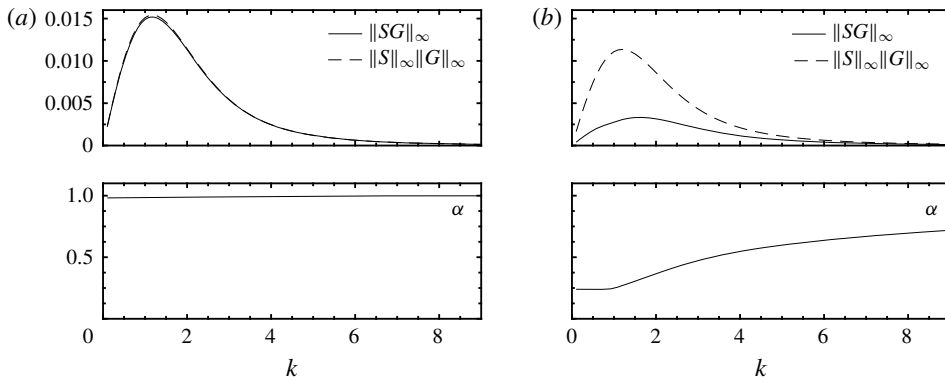 (a)
0.015
0.010
0.005
0
‖SG‖∞
‖S‖∞‖G‖∞
1.0
0.5
α
0 2 4 6 8
k
(b)
‖SG‖∞
‖S‖∞‖G‖∞
α
0 2 4 6 8
k